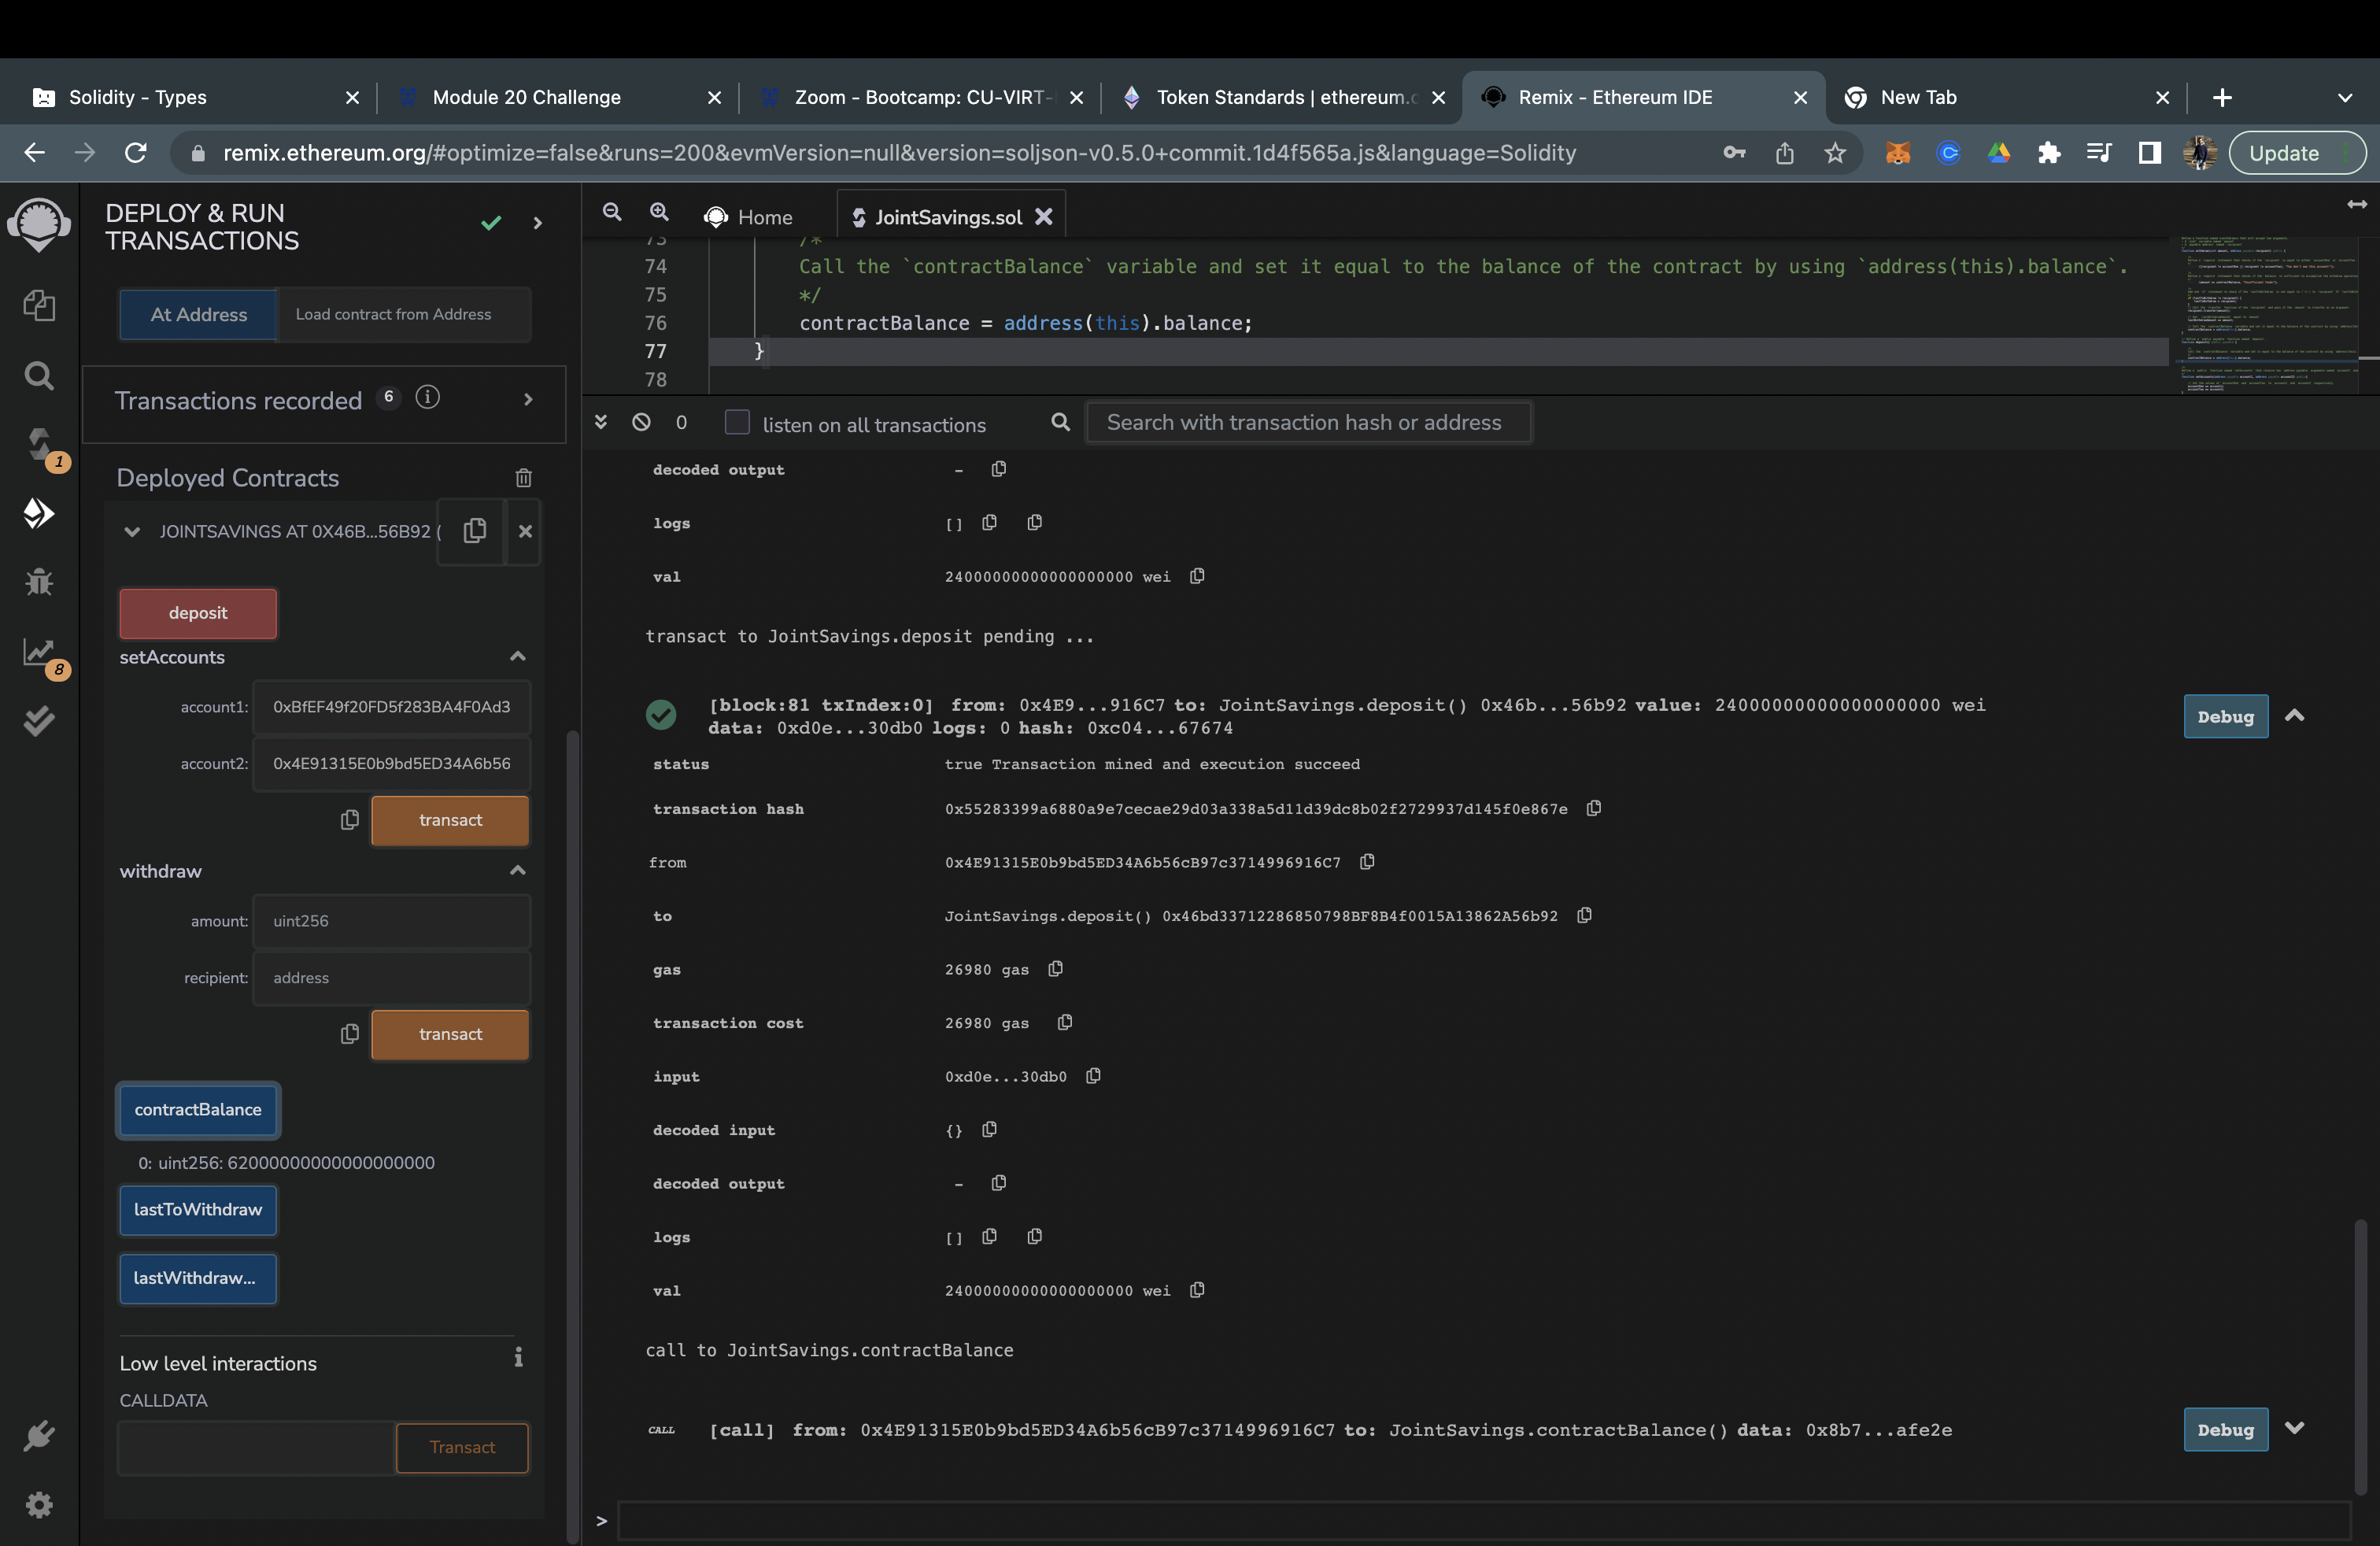 Solidity - Types
Module 20 Challenge
Zoom - Bootcamp: CU-VIRT-
Token Standards | ethereum.o
Remix - Ethereum IDE
New Tab
remix.ethereum.org/#optimize=false&runs=200&evmVersion=null&version=soljson-v0.5.0+commit.1d4f565a.js&language=Solidity
Update
DEPLOY & RUN
TRANSACTIONS
At Address
Load contract from Address
Transactions recorded 6 i
Deployed Contracts
JOINTSAVINGS AT 0X46B...56B92 (
deposit
setAccounts
account1: 0xBfEF49f20FD5f283BA4F0Ad3
account2: 0x4E91315E0b9bd5ED34A6b56
transact
withdraw
amount: uint256
recipient: address
transact
contractBalance
0: uint256: 62000000000000000000
lastToWithdraw
lastWithdraw...
Low level interactions i
CALLDATA
Transact
1
8
Home
JointSavings.sol
73 /*
74 Call the `contractBalance` variable and set it equal to the balance of the contract by using `address(this).balance`.
75 */
76 contractBalance = address(this).balance;
77 }
78
0 listen on all transactions
Search with transaction hash or address
decoded output -
logs []
val 24000000000000000000 wei
transact to JointSavings.deposit pending ...
[block:81 txIndex:0] from: 0x4E9...916C7 to: JointSavings.deposit() 0x46b...56b92 value: 24000000000000000000 wei
data: 0xd0e...30db0 logs: 0 hash: 0xc04...67674
Debug
status true Transaction mined and execution succeed
transaction hash 0x55283399a6880a9e7cecae29d03a338a5d11d39dc8b02f2729937d145f0e867e
from 0x4E91315E0b9bd5ED34A6b56cB97c3714996916C7
to JointSavings.deposit() 0x46bd33712286850798BF8B4f0015A13862A56b92
gas 26980 gas
transaction cost 26980 gas
input 0xd0e...30db0
decoded input {}
decoded output -
logs []
val 24000000000000000000 wei
call to JointSavings.contractBalance
CALL [call] from: 0x4E91315E0b9bd5ED34A6b56cB97c3714996916C7 to: JointSavings.contractBalance() data: 0x8b7...afe2e
Debug
>